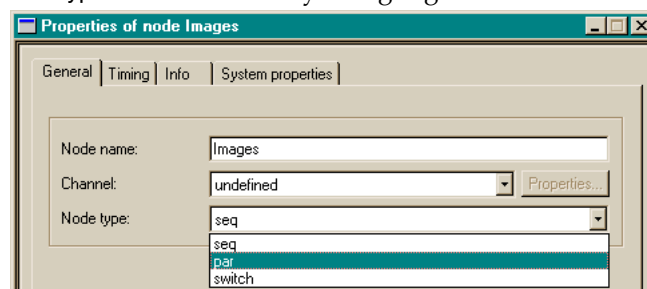 Properties of node Images
General Timing Info System properties
Node name: Images
Channel: undefined Properties...
Node type: seq
seq
par
switch